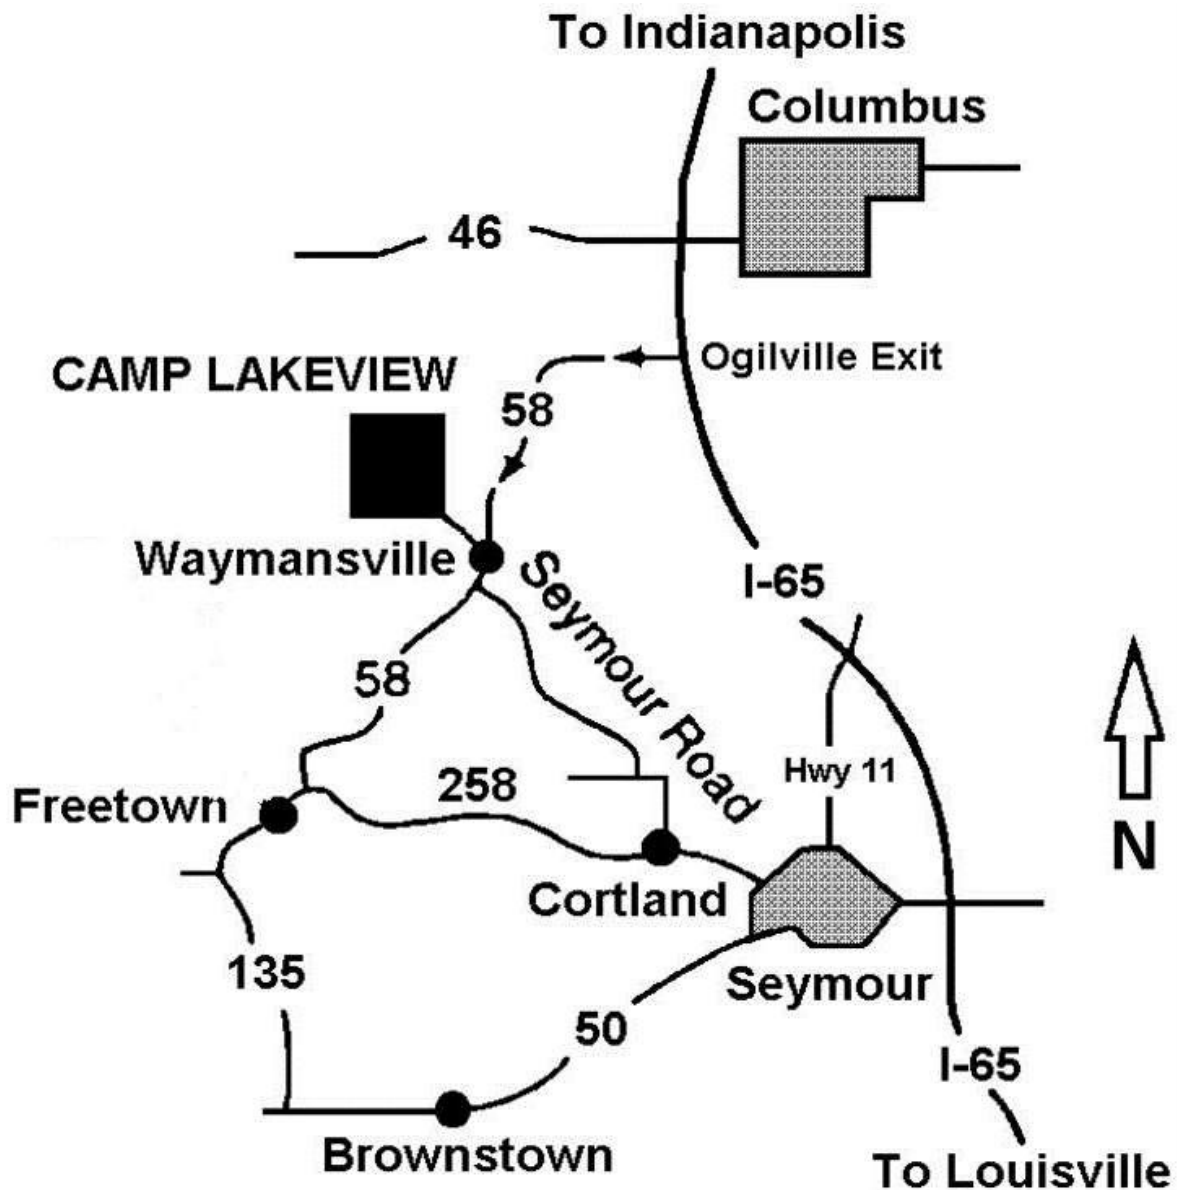 To Indianapolis
Columbus
46
Ogilville Exit
CAMP LAKEVIEW
58
Waymansville
Seymour Road
I-65
58
Hwy 11
258
Freetown
N
Cortland
135
Seymour
50
I-65
Brownstown
To Louisville